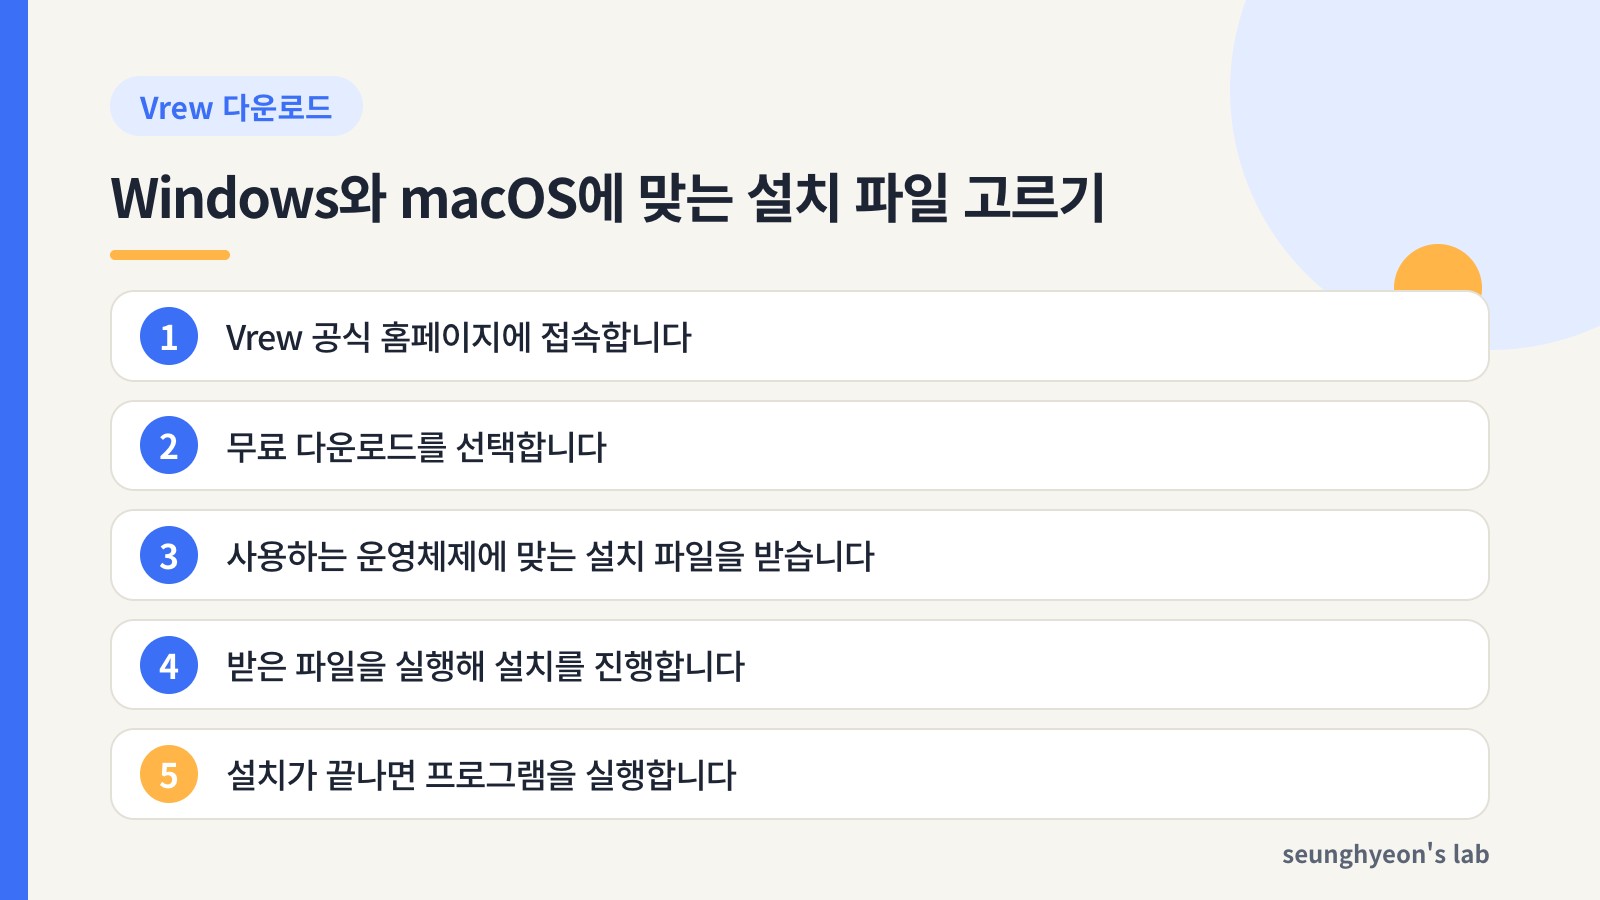 Vrew 다운로드
Windows와 macOS에 맞는 설치 파일 고르기
1 Vrew 공식 홈페이지에 접속합니다
2 무료 다운로드를 선택합니다
3 사용하는 운영체제에 맞는 설치 파일을 받습니다
4 받은 파일을 실행해 설치를 진행합니다
5 설치가 끝나면 프로그램을 실행합니다
seunghyeon's lab